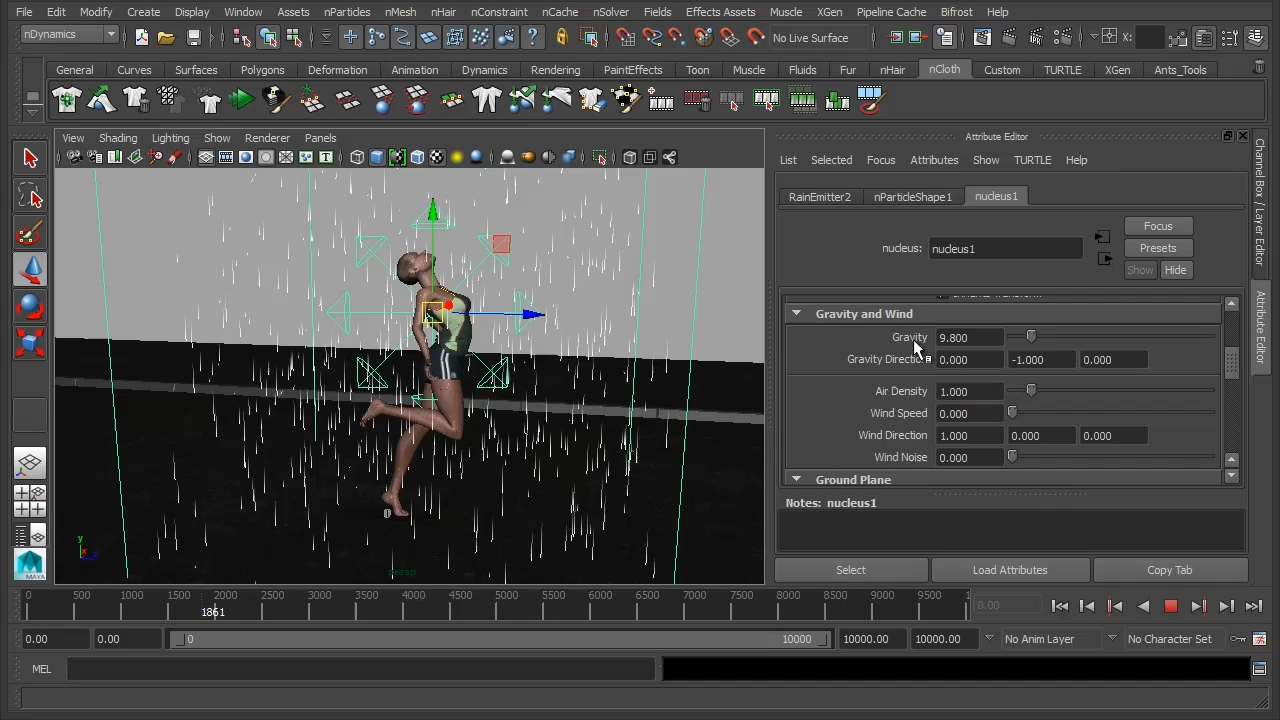 File Edit Modify Create Display Window Assets nParticles nMesh nHair nConstraint nCache nSolver Fields Effects Assets Muscle XGen Pipeline Cache Bifrost Help
nDynamics No Live Surface X:
General Curves Surfaces Polygons Deformation Animation Dynamics Rendering PaintEffects Toon Muscle Fluids Fur nHair nCloth Custom TURTLE XGen Ants_Tools
View Shading Lighting Show Renderer Panels
Attribute Editor
List Selected Focus Attributes Show TURTLE Help
RainEmitter2 nParticleShape1 nucleus1
Focus
nucleus: nucleus1 Presets
Show Hide
Gravity and Wind
Gravity 9.800
Gravity Direction 0.000 -1.000 0.000
Air Density 1.000
Wind Speed 0.000
Wind Direction 1.000 0.000 0.000
Wind Noise 0.000
Ground Plane
Notes: nucleus1
Select Load Attributes Copy Tab
Channel Box / Layer Editor
Attribute Editor
y
x
persp
MAYA
0 500 1000 1500 2000 2500 3000 3500 4000 4500 5000 5500 6000 6500 7000 7500 8000 8500 9000 9500 1
1861
0.00
0.00 0.00 0 10000 10000.00 10000.00 No Anim Layer No Character Set
MEL